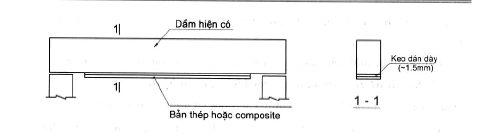 Dầm hiện có
1
1
Bản thép hoặc composite
Keo dán dày
(~1.5mm)
1 - 1